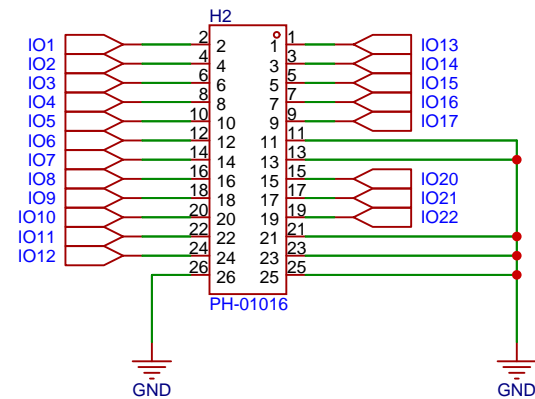 H2
IO1 2 2 1 1 IO13
IO2 4 4 3 3 IO14
IO3 6 6 5 5 IO15
IO4 8 8 7 7 IO16
IO5 10 10 9 9 IO17
IO6 12 12 11 11
IO7 14 14 13 13
IO8 16 16 15 15 IO20
IO9 18 18 17 17 IO21
IO10 20 20 19 19 IO22
IO11 22 22 21 21
IO12 24 24 23 23
26 26 25 25
PH-01016
GND GND